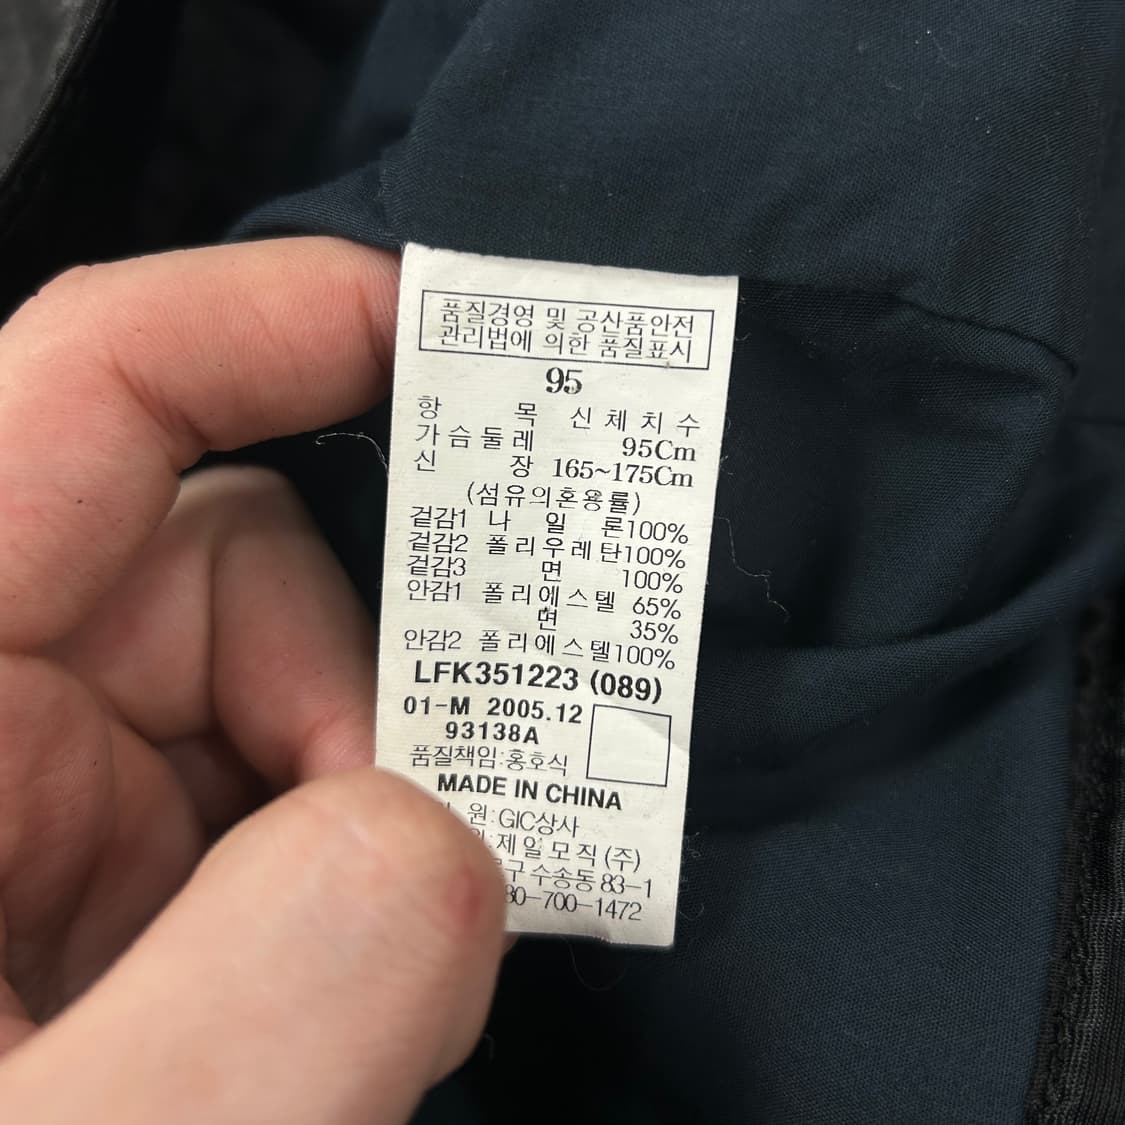 품질경영 및 공산품안전
관리법에 의한 품질표시
95
항 목 신체치수
가슴둘레 95Cm
신 장 165~175Cm
(섬유의혼용률)
겉감1 나 일 론100%
겉감2 폴리우레탄100%
겉감3 면 100%
안감1 폴리에스텔 65%
면 35%
안감2 폴리에스텔100%
LFK351223 (089)
01-M 2005.12
93138A
품질책임:홍호식
MADE IN CHINA
원:GIC상사
제일모직(주)
수송동 83-1
80-700-1472